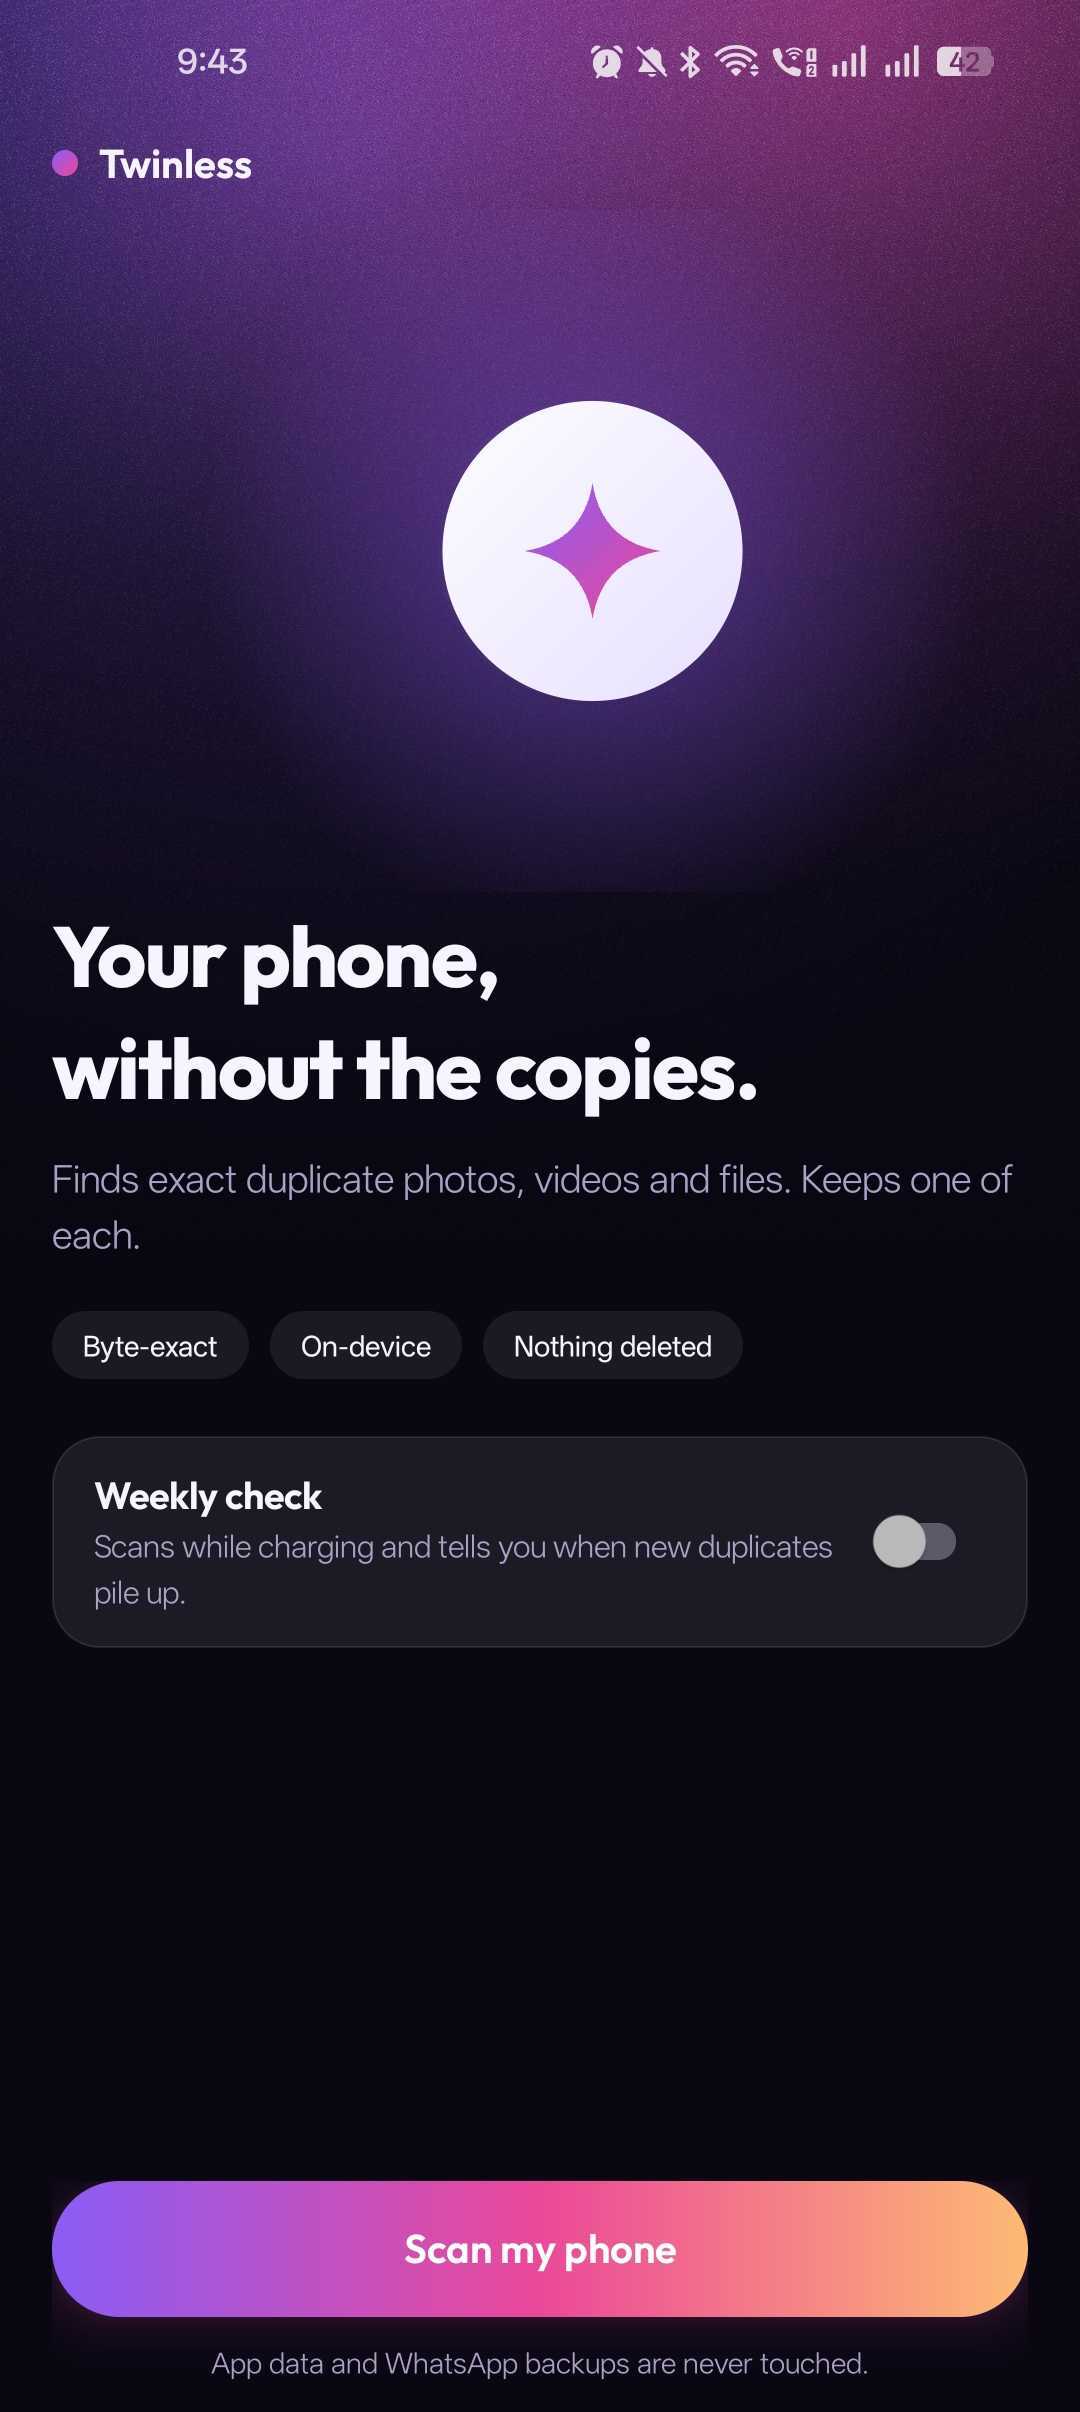 9:43
42
Twinless
Your phone,
without the copies.
Finds exact duplicate photos, videos and files. Keeps one of
each.
Byte-exact On-device Nothing deleted
Weekly check
Scans while charging and tells you when new duplicates
pile up.
Scan my phone
App data and WhatsApp backups are never touched.